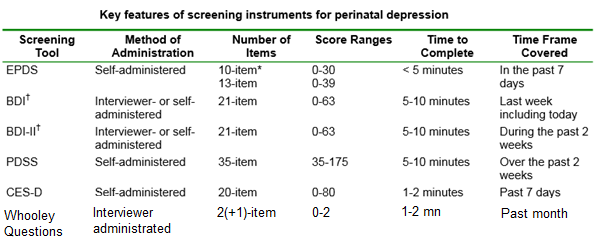 Key features of screening instruments for perinatal depression
Screening Tool Method of Administration Number of Items Score Ranges Time to Complete Time Frame Covered
EPDS Self-administered 10-item* 0-30 < 5 minutes In the past 7
13-item 0-39 days
BDI† Interviewer- or self- 21-item 0-63 5-10 minutes Last week
administered including today
BDI-II† Interviewer- or self- 21-item 0-63 5-10 minutes During the past 2
administered weeks
PDSS Self-administered 35-item 35-175 5-10 minutes Over the past 2
weeks
CES-D Self-administered 20-item 0-80 1-2 minutes Past 7 days
Whooley Interviewer 2(+1)-item 0-2 1-2 mn Past month
Questions administrated